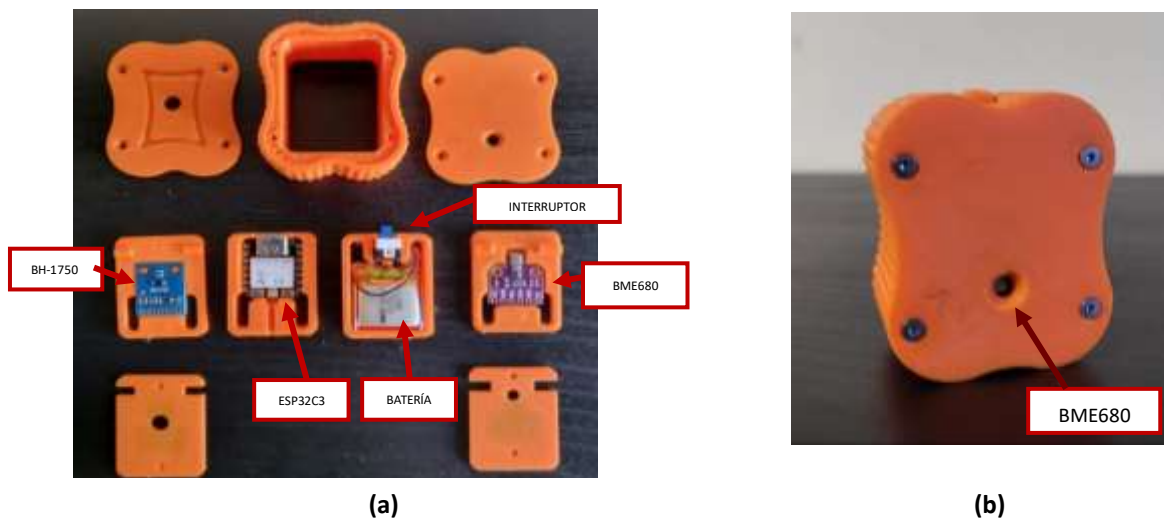 INTERRUPTOR
BH-1750
BME680
ESP32C3
BATERÍA
BME680
(a)
(b)